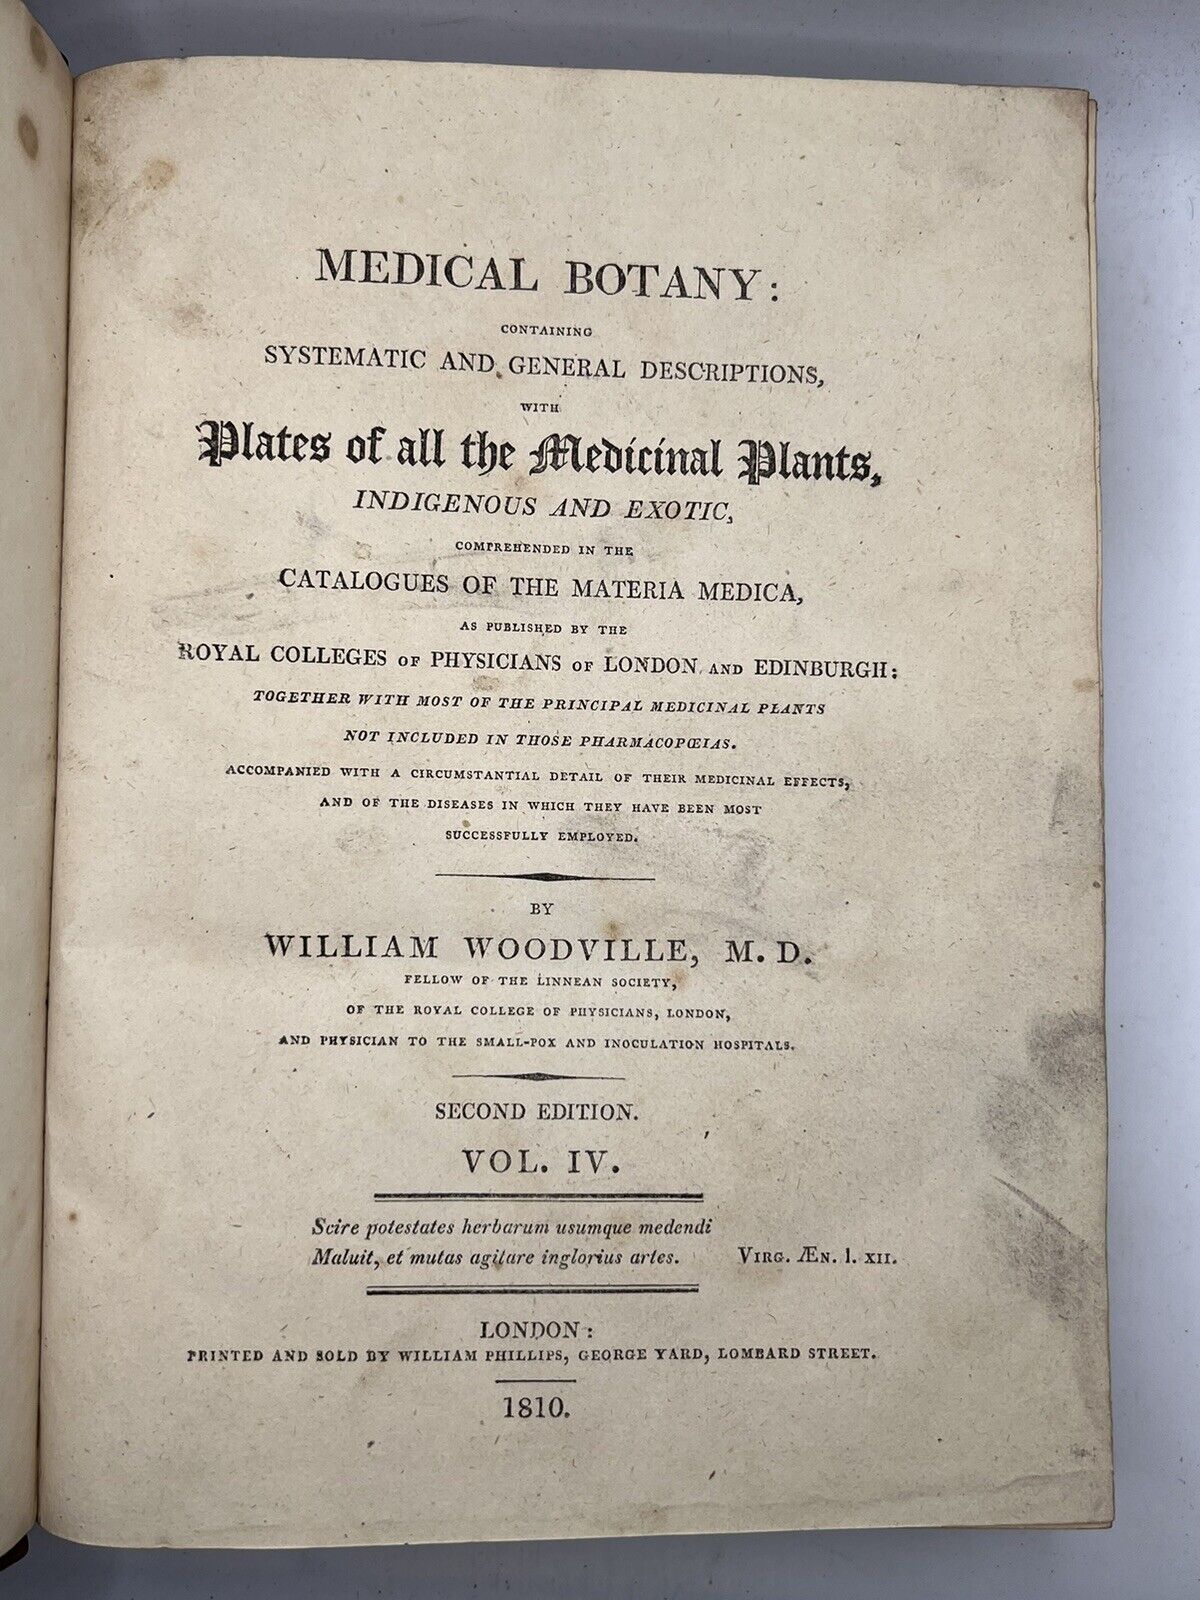 MEDICAL BOTANY:
CONTAINING
SYSTEMATIC AND GENERAL DESCRIPTIONS,
WITH
Plates of all the Medicinal Plants,
INDIGENOUS AND EXOTIC,
COMPREHENDED IN THE
CATALOGUES OF THE MATERIA MEDICA,
AS PUBLISHED BY THE
ROYAL COLLEGES OF PHYSICIANS OF LONDON AND EDINBURGH:
TOGETHER WITH MOST OF THE PRINCIPAL MEDICINAL PLANTS
NOT INCLUDED IN THOSE PHARMACOPŒIAS.
ACCOMPANIED WITH A CIRCUMSTANTIAL DETAIL OF THEIR MEDICINAL EFFECTS,
AND OF THE DISEASES IN WHICH THEY HAVE BEEN MOST
SUCCESSFULLY EMPLOYED.
BY
WILLIAM WOODVILLE, M. D.
FELLOW OF THE LINNEAN SOCIETY,
OF THE ROYAL COLLEGE OF PHYSICIANS, LONDON,
AND PHYSICIAN TO THE SMALL-POX AND INOCULATION HOSPITALS.
SECOND EDITION.
VOL. IV.
Scire potestates herbarum usumque medendi
Maluit, et mutas agitare inglorius artes. VIRG. ÆN. l. XII.
LONDON:
PRINTED AND SOLD BY WILLIAM PHILLIPS, GEORGE YARD, LOMBARD STREET.
1810.